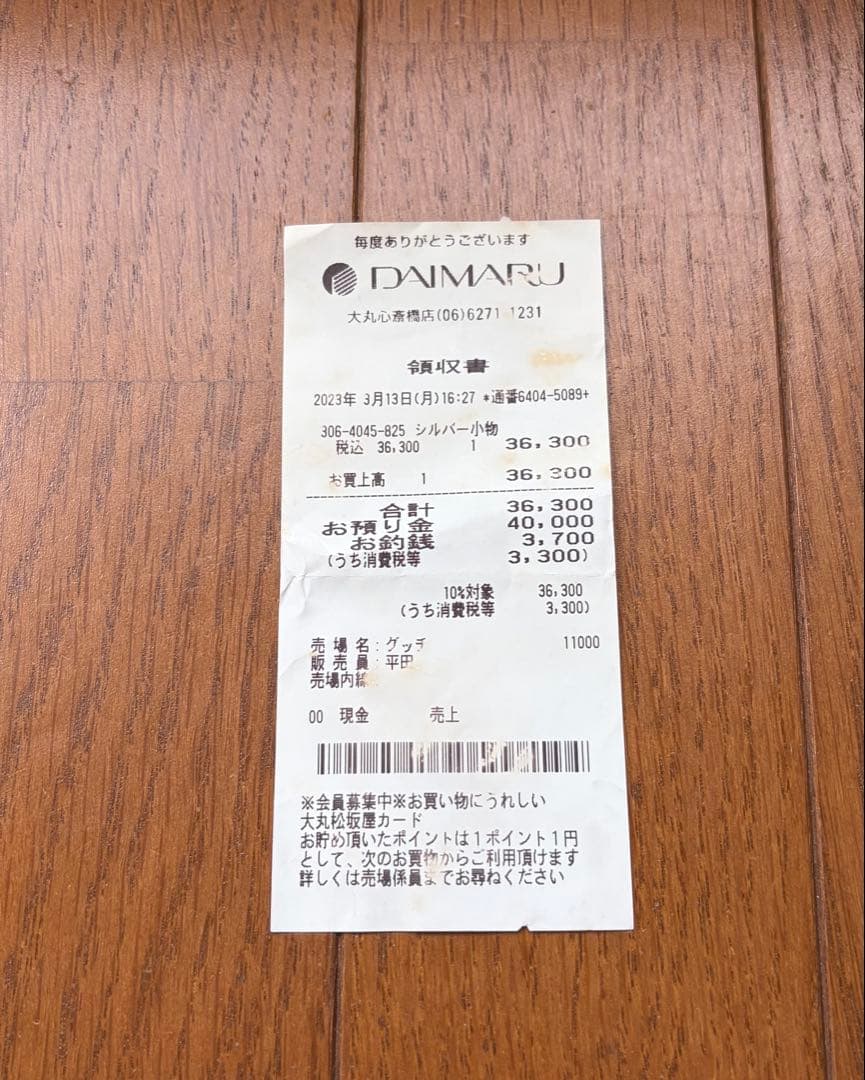 毎度ありがとうございます
DAIMARU
大丸心斎橋店(06)6271-1231
領収書
2023年 3月13日(月)16:27 *通番6404-5089+
306-4045-825 シルバー小物
税込 36,300 1 36,300
お買上高 1 36,300
合計 36,300
お預り金 40,000
お釣銭 3,700
(うち消費税等 3,300)
10%対象 36,300
(うち消費税等 3,300)
売 場 名:グッチ 11000
販 売 員:平田
売場内線
00 現金 売上
※会員募集中※お買い物にうれしい
大丸松坂屋カード
お貯め頂いたポイントは1ポイント1円
として、次のお買物からご利用頂けます
詳しくは売場係員までお尋ねください